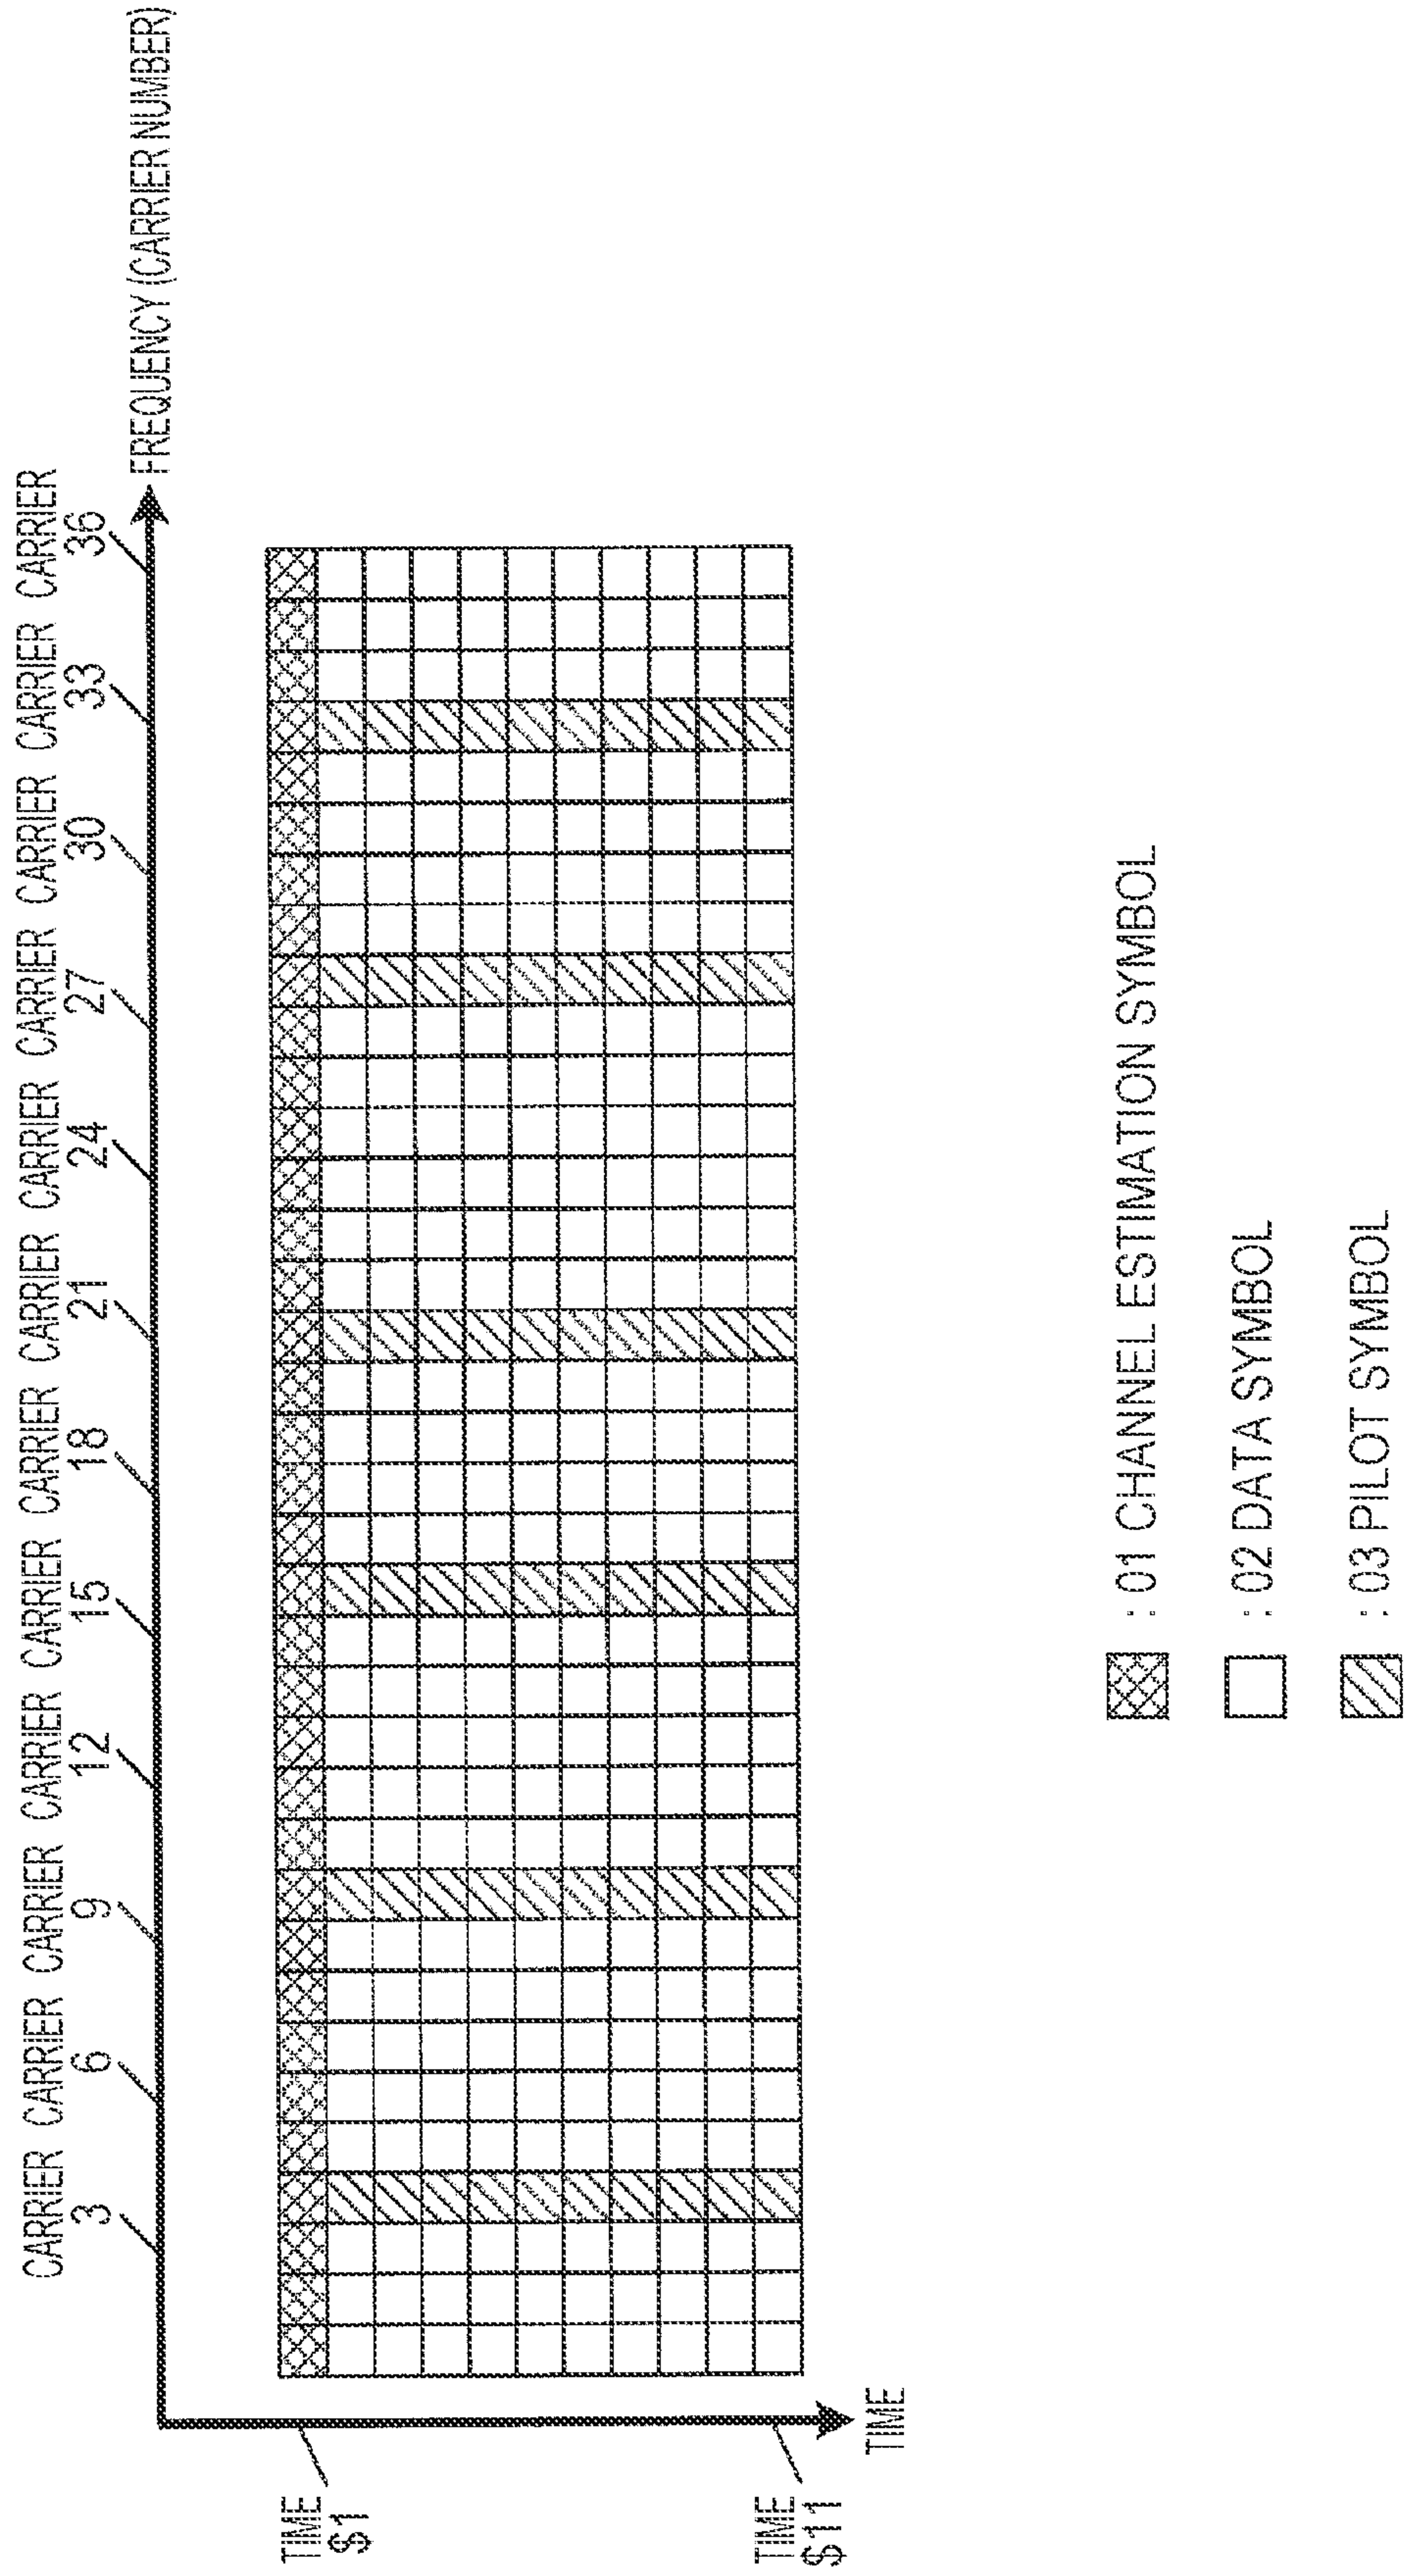 CARRIER 3
CARRIER 6
CARRIER 9
CARRIER 12
CARRIER 15
CARRIER 18
CARRIER 21
CARRIER 24
CARRIER 27
CARRIER 30
CARRIER 33
CARRIER 36
FREQUENCY (CARRIER NUMBER)
TIME
$1
TIME
$11
TIME
: 01 CHANNEL ESTIMATION SYMBOL
: 02 DATA SYMBOL
: 03 PILOT SYMBOL